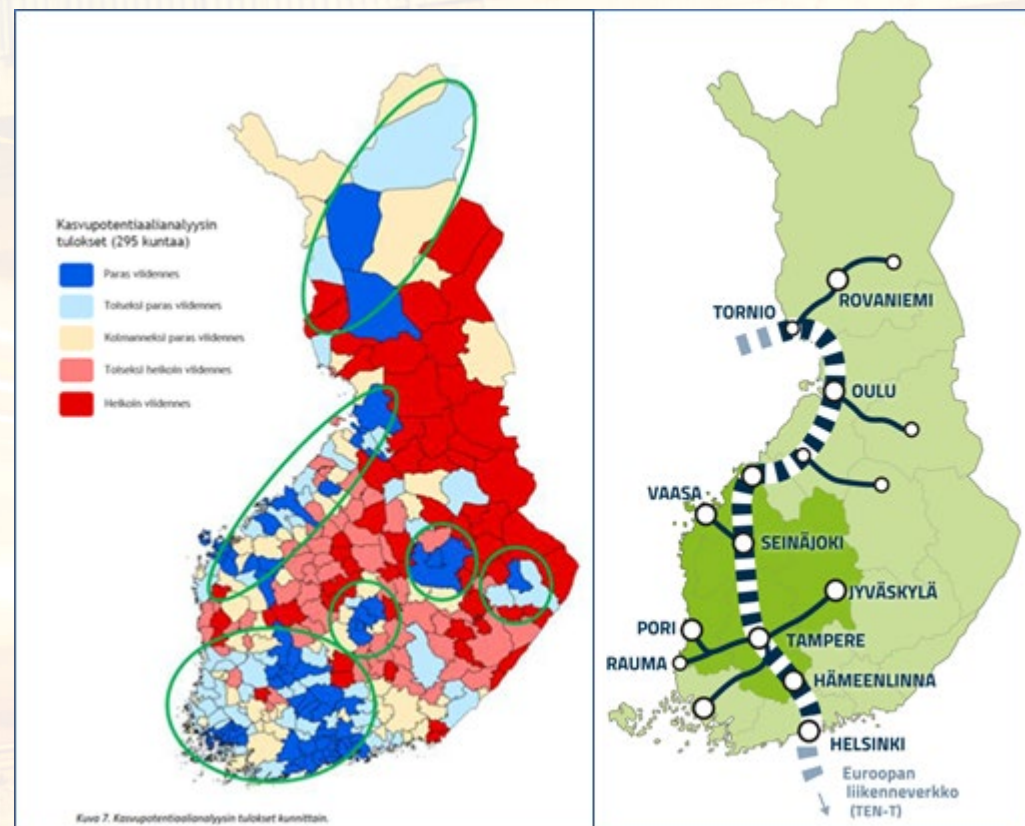 Kasvupotentiaalianalyysin
tulokset (295 kuntaa)
Paras viidennes
Toiseksi paras viidennes
Kolmanneksi paras viidennes
Toiseksi heikoin viidennes
Heikoin viidennes
Kuva 7. Kasvupotentiaalianalyysin tulokset kunnittain.
TORNIO
ROVANIEMI
OULU
VAASA
SEINÄJOKI
JYVÄSKYLÄ
PORI
TAMPERE
RAUMA
HÄMEENLINNA
HELSINKI
Euroopan
liikenneverkko
(TEN-T)